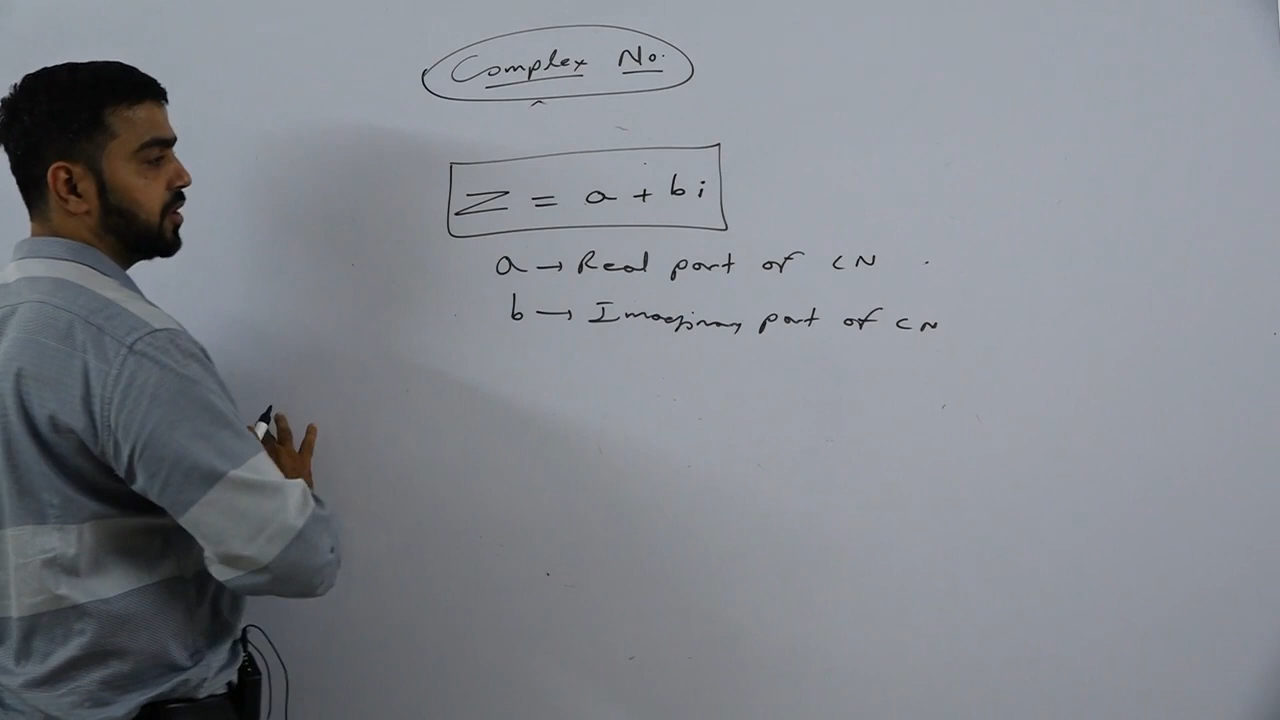 Complex No.
Z = a + bi
a → Real part of CN
b → Imaginary part of CN